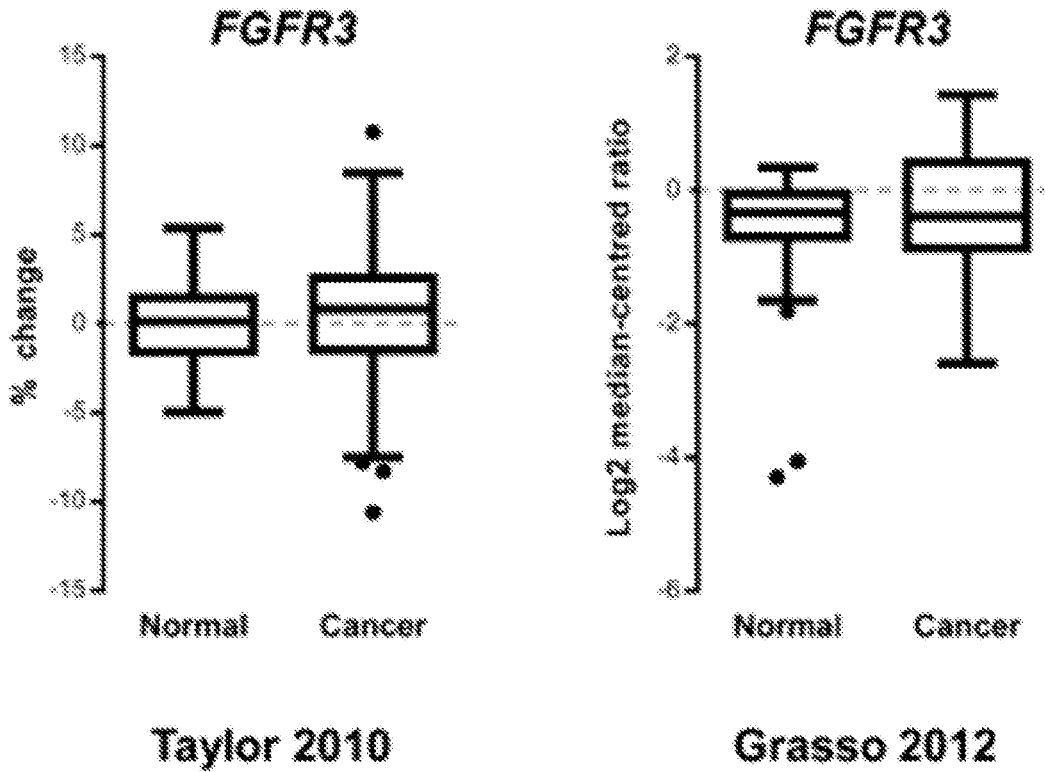 FGFR3
15
10
5
0
-5
-10
-15
% change
Normal Cancer
Taylor 2010
FGFR3
2
0
-2
-4
-6
Log2 median-centred ratio
Normal Cancer
Grasso 2012